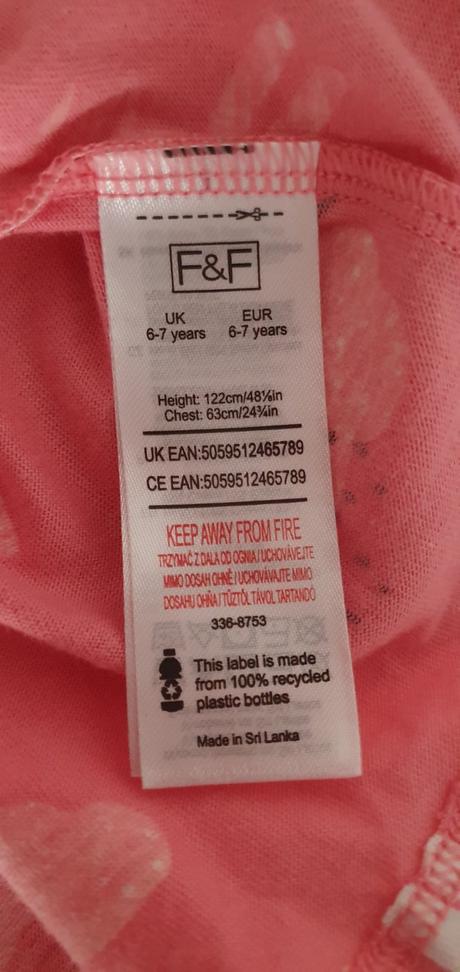 F&F
UK EUR
6-7 years 6-7 years
Height: 122cm/48⅛in
Chest: 63cm/24¾in
UK EAN:5059512465789
CE EAN:5059512465789
KEEP AWAY FROM FIRE
TRZYMAĆ Z DALA OD OGNIA/UCHOVÁVEJTE
MIMO DOSAH OHNĚ/UCHOVÁVAJTE MIMO
DOSAHU OHŇA/TŰZTŐL TÁVOL TARTANDÓ
336-8753
This label is made
from 100% recycled
plastic bottles
Made in Sri Lanka